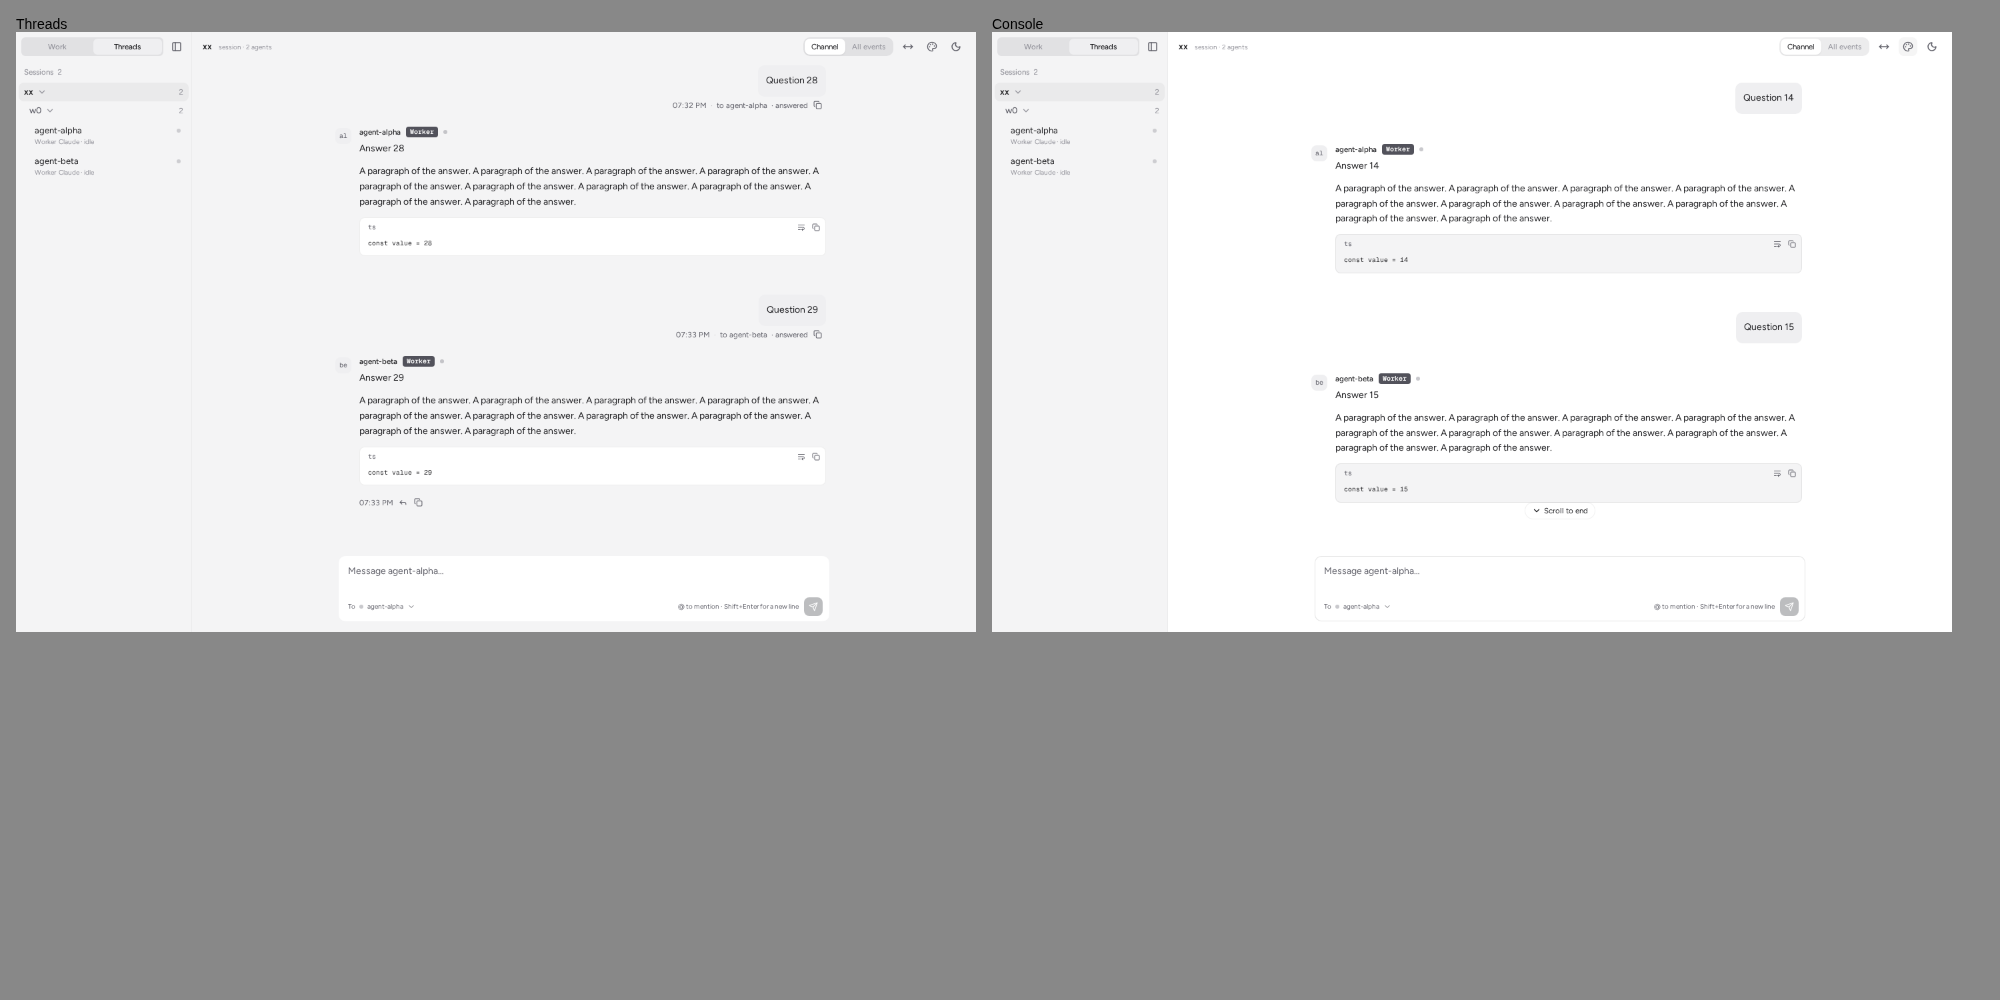 Threads
Work Threads
xx session · 2 agents
Channel All events
Sessions 2
xx 2
w0 2
agent-alpha
Worker Claude · idle
agent-beta
Worker Claude · idle
Question 28
07:32 PM · to agent-alpha · answered
al agent-alpha Worker
Answer 28
A paragraph of the answer. A paragraph of the answer. A paragraph of the answer. A paragraph of the answer. A
paragraph of the answer. A paragraph of the answer. A paragraph of the answer. A paragraph of the answer. A
paragraph of the answer. A paragraph of the answer.
ts
const value = 28
Question 29
07:33 PM to agent-beta · answered
be agent-beta Worker
Answer 29
A paragraph of the answer. A paragraph of the answer. A paragraph of the answer. A paragraph of the answer. A
paragraph of the answer. A paragraph of the answer. A paragraph of the answer. A paragraph of the answer. A
paragraph of the answer. A paragraph of the answer.
ts
const value = 29
07:33 PM
Message agent-alpha...
To agent-alpha
@ to mention · Shift+Enter for a new line
Console
Work Threads
xx session · 2 agents
Channel All events
Sessions 2
xx 2
w0 2
agent-alpha
Worker Claude · idle
agent-beta
Worker Claude · idle
Question 14
al agent-alpha Worker
Answer 14
A paragraph of the answer. A paragraph of the answer. A paragraph of the answer. A paragraph of the answer. A
paragraph of the answer. A paragraph of the answer. A paragraph of the answer. A paragraph of the answer. A
paragraph of the answer. A paragraph of the answer.
ts
const value = 14
Question 15
be agent-beta Worker
Answer 15
A paragraph of the answer. A paragraph of the answer. A paragraph of the answer. A paragraph of the answer. A
paragraph of the answer. A paragraph of the answer. A paragraph of the answer. A paragraph of the answer. A
paragraph of the answer. A paragraph of the answer.
ts
const value = 15
Scroll to end
Message agent-alpha...
To agent-alpha
@ to mention · Shift+Enter for a new line